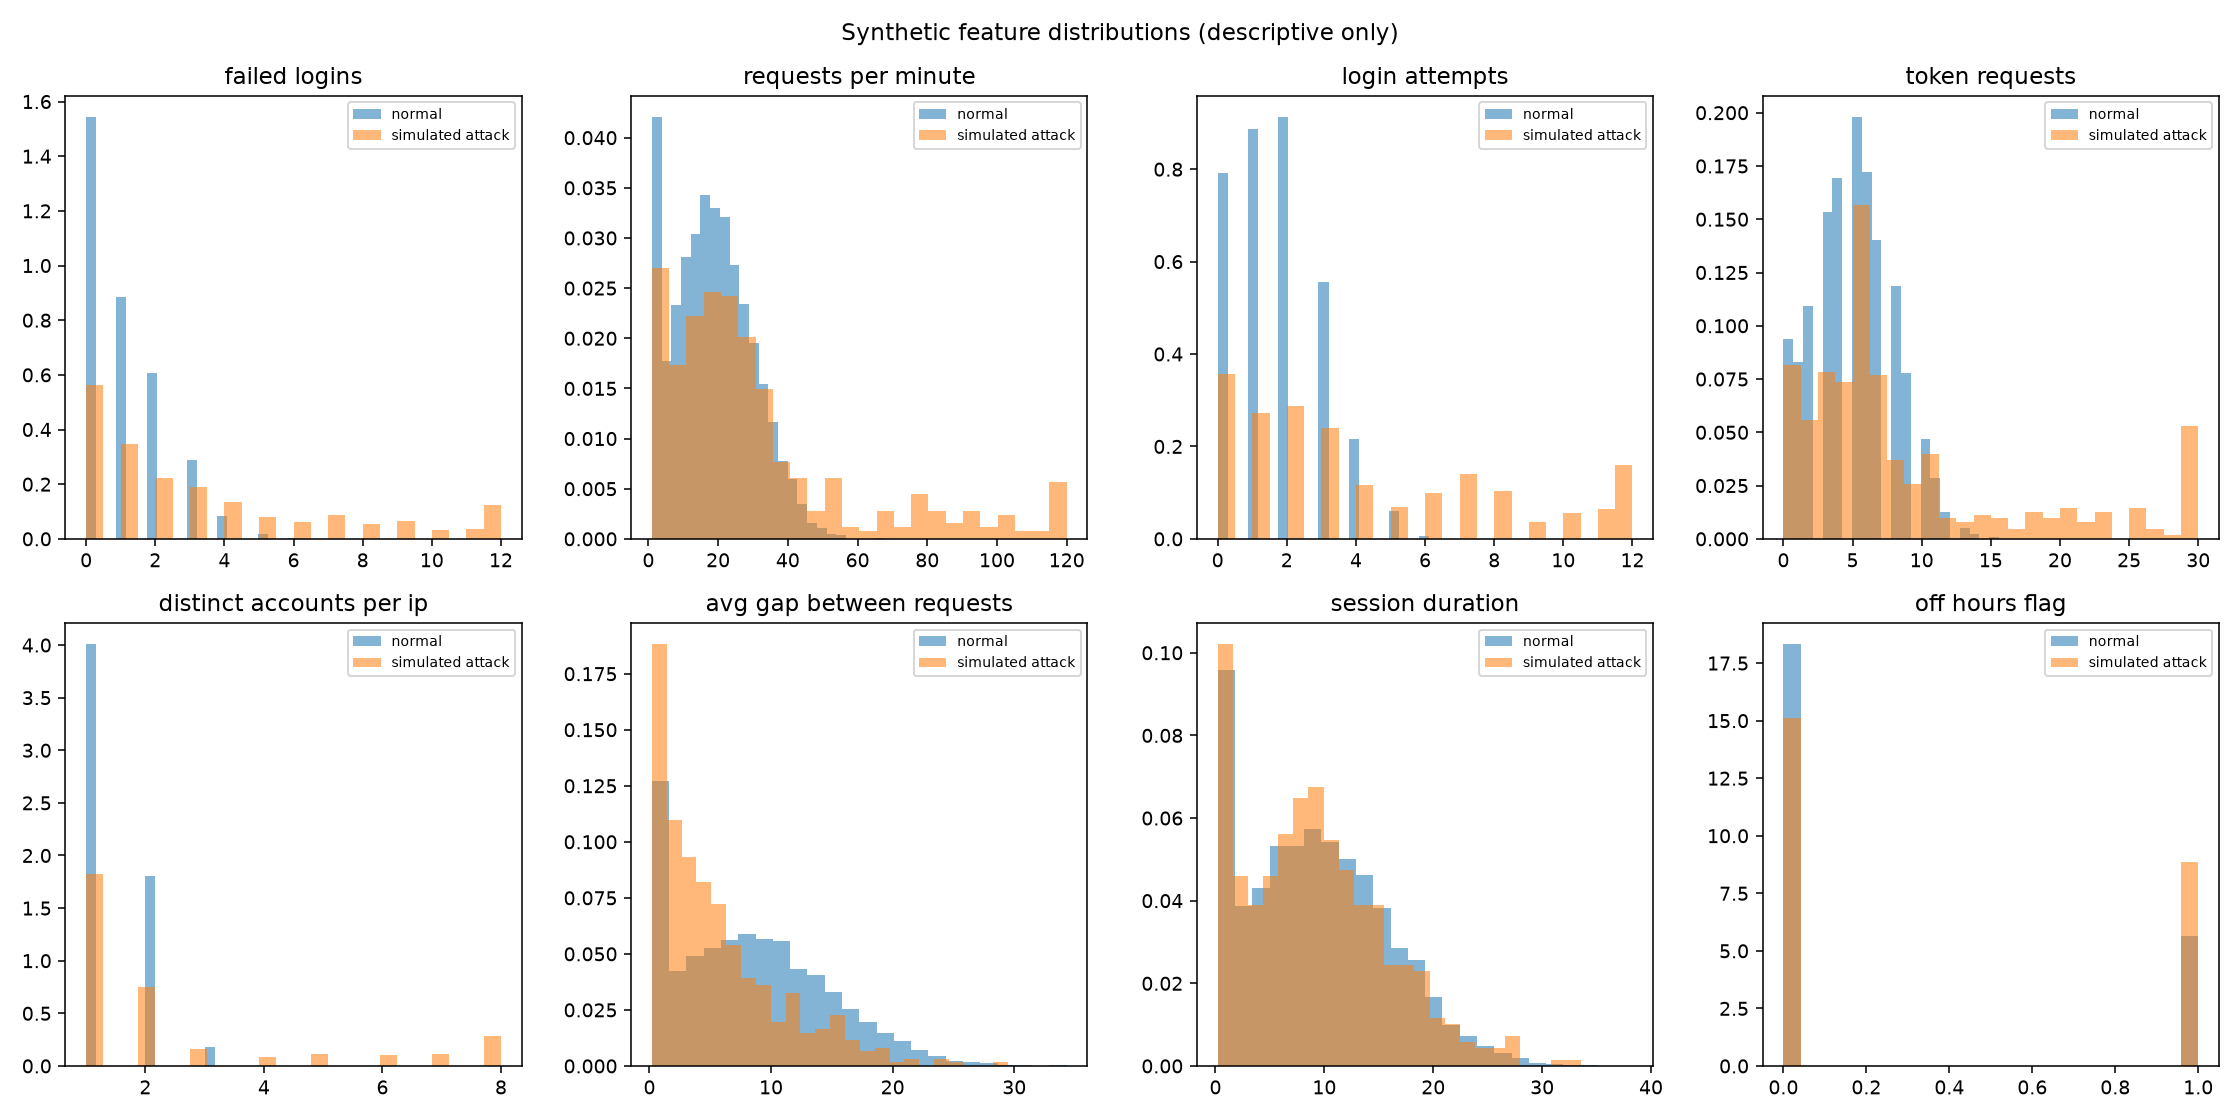 Synthetic feature distributions (descriptive only)
failed logins
1.6
1.4
1.2
1.0
0.8
0.6
0.4
0.2
0.0
0 2 4 6 8 10 12
normal
simulated attack
requests per minute
0.040
0.035
0.030
0.025
0.020
0.015
0.010
0.005
0.000
0 20 40 60 80 100 120
normal
simulated attack
login attempts
0.8
0.6
0.4
0.2
0.0
0 2 4 6 8 10 12
normal
simulated attack
token requests
0.200
0.175
0.150
0.125
0.100
0.075
0.050
0.025
0.000
0 5 10 15 20 25 30
normal
simulated attack
distinct accounts per ip
4.0
3.5
3.0
2.5
2.0
1.5
1.0
0.5
0.0
2 4 6 8
normal
simulated attack
avg gap between requests
0.175
0.150
0.125
0.100
0.075
0.050
0.025
0.000
0 10 20 30
normal
simulated attack
session duration
0.10
0.08
0.06
0.04
0.02
0.00
0 10 20 30 40
normal
simulated attack
off hours flag
17.5
15.0
12.5
10.0
7.5
5.0
2.5
0.0
0.0 0.2 0.4 0.6 0.8 1.0
normal
simulated attack